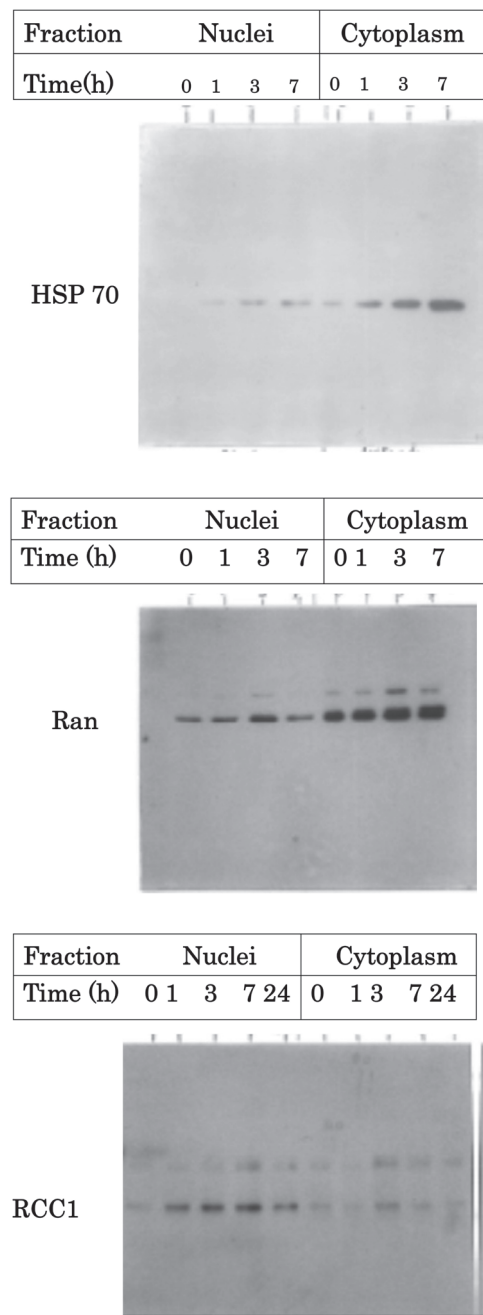 Fraction Nuclei Cytoplasm
Time(h) 0 1 3 7 0 1 3 7
HSP 70
Fraction Nuclei Cytoplasm
Time (h) 0 1 3 7 0 1 3 7
Ran
Fraction Nuclei Cytoplasm
Time (h) 0 1 3 7 24 0 1 3 7 24
RCC1